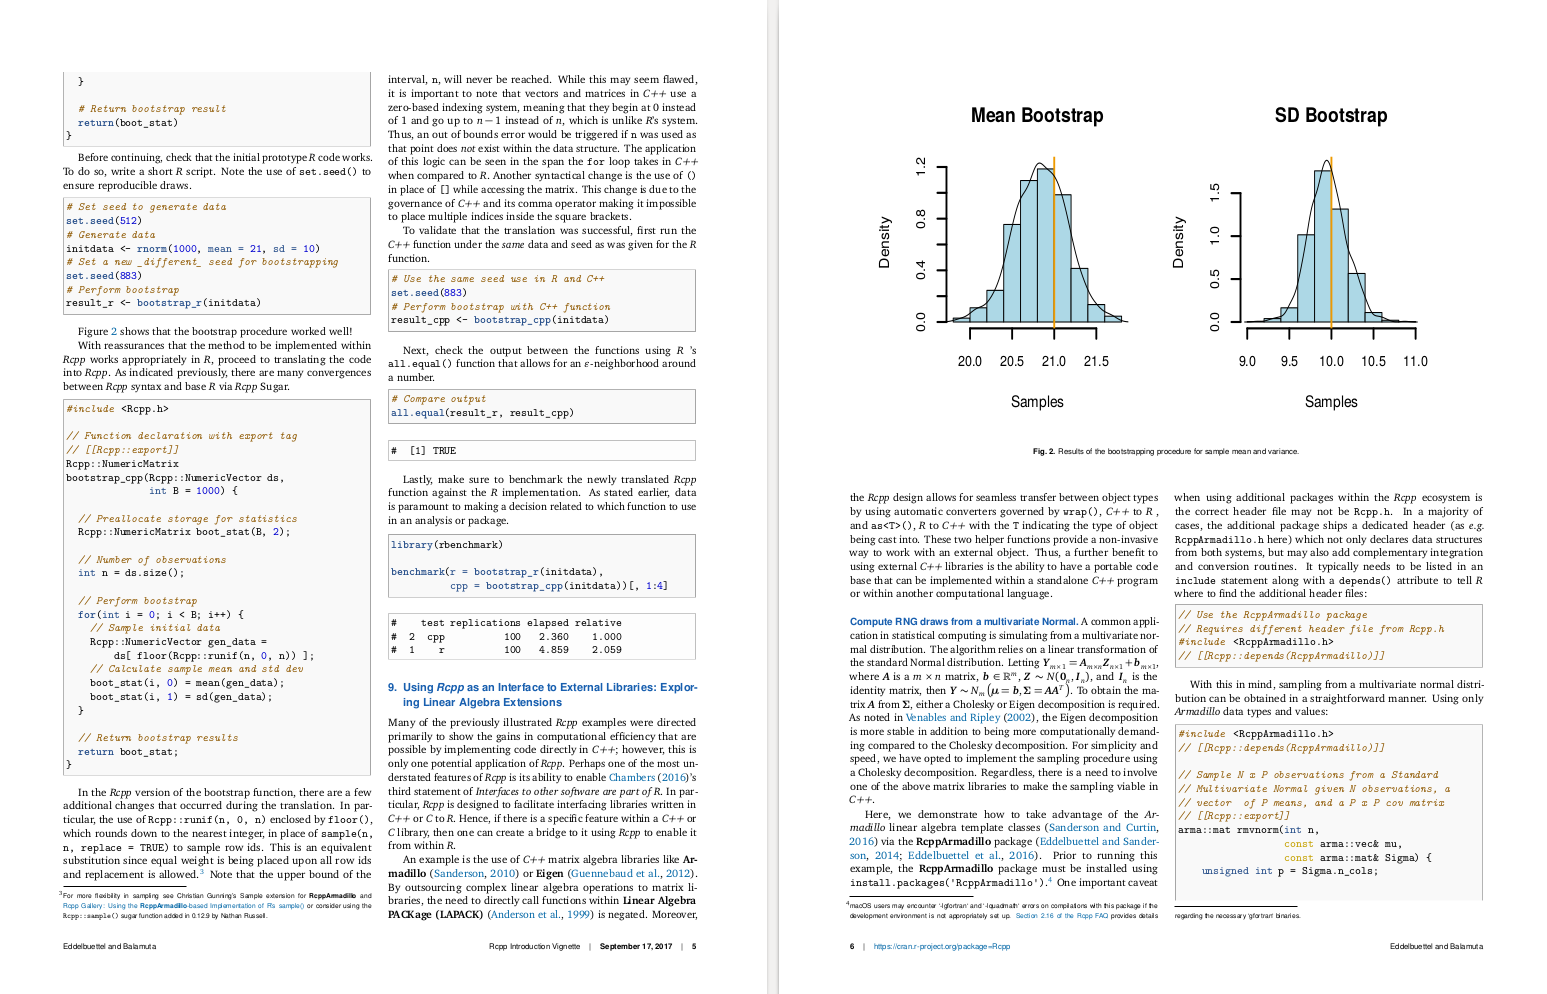 }
# Return bootstrap result
return(boot_stat)
}
Before continuing, check that the initial prototype R code works.
To do so, write a short R script. Note the use of set.seed() to
ensure reproducible draws.
# Set seed to generate data
set.seed(512)
# Generate data
initdata <- rnorm(1000, mean = 21, sd = 10)
# Set a new _different_ seed for bootstrapping
set.seed(883)
# Perform bootstrap
result_r <- bootstrap_r(initdata)
Figure 2 shows that the bootstrap procedure worked well!
With reassurances that the method to be implemented within
Rcpp works appropriately in R, proceed to translating the code
into Rcpp. As indicated previously, there are many convergences
between Rcpp syntax and base R via Rcpp Sugar.
#include <Rcpp.h>
// Function declaration with export tag
// [[Rcpp::export]]
Rcpp::NumericMatrix
bootstrap_cpp(Rcpp::NumericVector ds,
int B = 1000) {
// Preallocate storage for statistics
Rcpp::NumericMatrix boot_stat(B, 2);
// Number of observations
int n = ds.size();
// Perform bootstrap
for(int i = 0; i < B; i++) {
// Sample initial data
Rcpp::NumericVector gen_data =
ds[ floor(Rcpp::runif(n, 0, n)) ];
// Calculate sample mean and std dev
boot_stat(i, 0) = mean(gen_data);
boot_stat(i, 1) = sd(gen_data);
}
// Return bootstrap results
return boot_stat;
}
In the Rcpp version of the bootstrap function, there are a few
additional changes that occurred during the translation. In par-
ticular, the use of Rcpp::runif(n, 0, n) enclosed by floor(),
which rounds down to the nearest integer, in place of sample(n,
n, replace = TRUE) to sample row ids. This is an equivalent
substitution since equal weight is being placed upon all row ids
and replacement is allowed.3 Note that the upper bound of the
3For more flexibility in sampling see Christian Gunning's Sample extension for RcppArmadillo and
Rcpp Gallery: Using the RcppArmadillo-based Implementation of R's sample() or consider using the
Rcpp::sample() sugar function added in 0.12.9 by Nathan Russell.
interval, n, will never be reached. While this may seem flawed,
it is important to note that vectors and matrices in C++ use a
zero-based indexing system, meaning that they begin at 0 instead
of 1 and go up to n − 1 instead of n, which is unlike R's system.
Thus, an out of bounds error would be triggered if n was used as
that point does not exist within the data structure. The application
of this logic can be seen in the span the for loop takes in C++
when compared to R. Another syntactical change is the use of ()
in place of [] while accessing the matrix. This change is due to the
governance of C++ and its comma operator making it impossible
to place multiple indices inside the square brackets.
To validate that the translation was successful, first run the
C++ function under the same data and seed as was given for the R
function.
# Use the same seed use in R and C++
set.seed(883)
# Perform bootstrap with C++ function
result_cpp <- bootstrap_cpp(initdata)
Next, check the output between the functions using R 's
all.equal() function that allows for an ε-neighborhood around
a number.
# Compare output
all.equal(result_r, result_cpp)
# [1] TRUE
Lastly, make sure to benchmark the newly translated Rcpp
function against the R implementation. As stated earlier, data
is paramount to making a decision related to which function to use
in an analysis or package.
library(rbenchmark)
benchmark(r = bootstrap_r(initdata),
cpp = bootstrap_cpp(initdata))[, 1:4]
# test replications elapsed relative
# 2 cpp 100 2.360 1.000
# 1 r 100 4.859 2.059
9. Using Rcpp as an Interface to External Libraries: Explor-
ing Linear Algebra Extensions
Many of the previously illustrated Rcpp examples were directed
primarily to show the gains in computational efficiency that are
possible by implementing code directly in C++; however, this is
only one potential application of Rcpp. Perhaps one of the most un-
derstated features of Rcpp is its ability to enable Chambers (2016)'s
third statement of Interfaces to other software are part of R. In par-
ticular, Rcpp is designed to facilitate interfacing libraries written in
C++ or C to R. Hence, if there is a specific feature within a C++ or
C library, then one can create a bridge to it using Rcpp to enable it
from within R.
An example is the use of C++ matrix algebra libraries like Ar-
madillo (Sanderson, 2010) or Eigen (Guennebaud et al., 2012).
By outsourcing complex linear algebra operations to matrix li-
braries, the need to directly call functions within Linear Algebra
PACKage (LAPACK) (Anderson et al., 1999) is negated. Moreover,
Eddelbuettel and Balamuta
Rcpp Introduction Vignette | September 17, 2017 | 5
Mean Bootstrap
Density
0.0 0.4 0.8 1.2
20.0 20.5 21.0 21.5
Samples
SD Bootstrap
Density
0.0 0.5 1.0 1.5
9.0 9.5 10.0 10.5 11.0
Samples
Fig. 2. Results of the bootstrapping procedure for sample mean and variance.
the Rcpp design allows for seamless transfer between object types
by using automatic converters governed by wrap(), C++ to R ,
and as<T>(), R to C++ with the T indicating the type of object
being cast into. These two helper functions provide a non-invasive
way to work with an external object. Thus, a further benefit to
using external C++ libraries is the ability to have a portable code
base that can be implemented within a standalone C++ program
or within another computational language.
Compute RNG draws from a multivariate Normal. A common appli-
cation in statistical computing is simulating from a multivariate nor-
mal distribution. The algorithm relies on a linear transformation of
the standard Normal distribution. Letting Ym×1 = Am×nZn×1 + bm×1,
where A is a m × n matrix, b ∈ ℝm, Z ∼ N(0n, In), and In is the
identity matrix, then Y ∼ Nm (μ = b, Σ = AAT). To obtain the ma-
trix A from Σ, either a Cholesky or Eigen decomposition is required.
As noted in Venables and Ripley (2002), the Eigen decomposition
is more stable in addition to being more computationally demand-
ing compared to the Cholesky decomposition. For simplicity and
speed, we have opted to implement the sampling procedure using
a Cholesky decomposition. Regardless, there is a need to involve
one of the above matrix libraries to make the sampling viable in
C++.
Here, we demonstrate how to take advantage of the Ar-
madillo linear algebra template classes (Sanderson and Curtin,
2016) via the RcppArmadillo package (Eddelbuettel and Sander-
son, 2014; Eddelbuettel et al., 2016). Prior to running this
example, the RcppArmadillo package must be installed using
install.packages('RcppArmadillo').4 One important caveat
4macOS users may encounter '-lgfortran' and '-lquadmath' errors on compilations with this package if the
development environment is not appropriately set up. Section 2.16 of the Rcpp FAQ provides details
when using additional packages within the Rcpp ecosystem is
the correct header file may not be Rcpp.h. In a majority of
cases, the additional package ships a dedicated header (as e.g.
RcppArmadillo.h here) which not only declares data structures
from both systems, but may also add complementary integration
and conversion routines. It typically needs to be listed in an
include statement along with a depends() attribute to tell R
where to find the additional header files:
// Use the RcppArmadillo package
// Requires different header file from Rcpp.h
#include <RcppArmadillo.h>
// [[Rcpp::depends(RcppArmadillo)]]
With this in mind, sampling from a multivariate normal distri-
bution can be obtained in a straightforward manner. Using only
Armadillo data types and values:
#include <RcppArmadillo.h>
// [[Rcpp::depends(RcppArmadillo)]]
// Sample N x P observations from a Standard
// Multivariate Normal given N observations, a
// vector of P means, and a P x P cov matrix
// [[Rcpp::export]]
arma::mat rmvnorm(int n,
const arma::vec& mu,
const arma::mat& Sigma) {
unsigned int p = Sigma.n_cols;
regarding the necessary 'gfortran' binaries.
6 | https://cran.r-project.org/package=Rcpp
Eddelbuettel and Balamuta